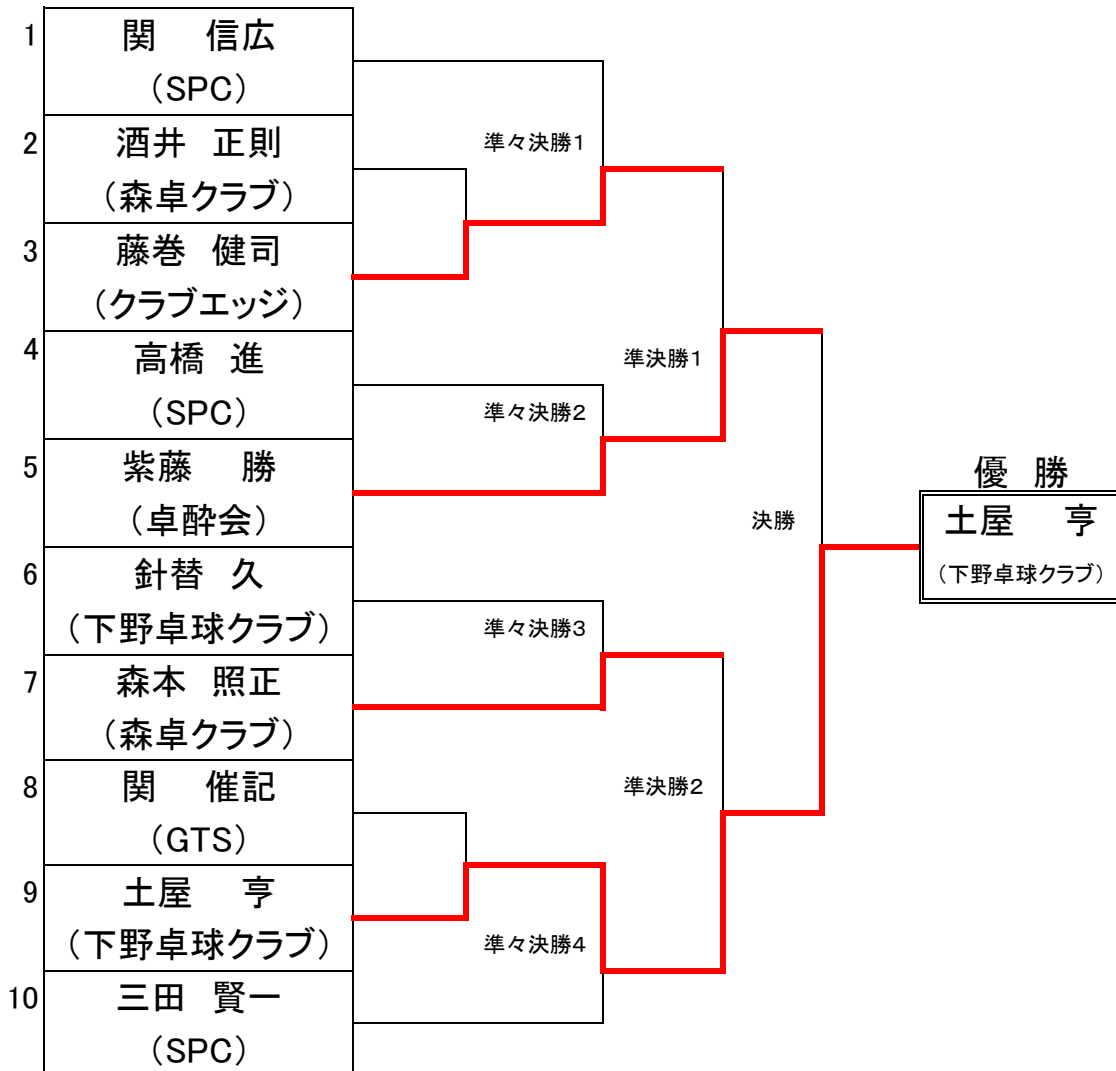 1
関　信広
（SPC）
2
酒井 正則
（森卓クラブ）
3
藤巻 健司
（クラブエッジ）
4
高橋 進
（SPC）
5
紫藤　勝
（卓酔会）
6
針替 久
（下野卓球クラブ）
7
森本 照正
（森卓クラブ）
8
関　催記
（GTS）
9
土屋　亨
（下野卓球クラブ）
10
三田 賢一
（SPC）
準々決勝1
準々決勝2
準々決勝3
準々決勝4
準決勝1
準決勝2
決勝
優 勝
土屋　亨
（下野卓球クラブ）